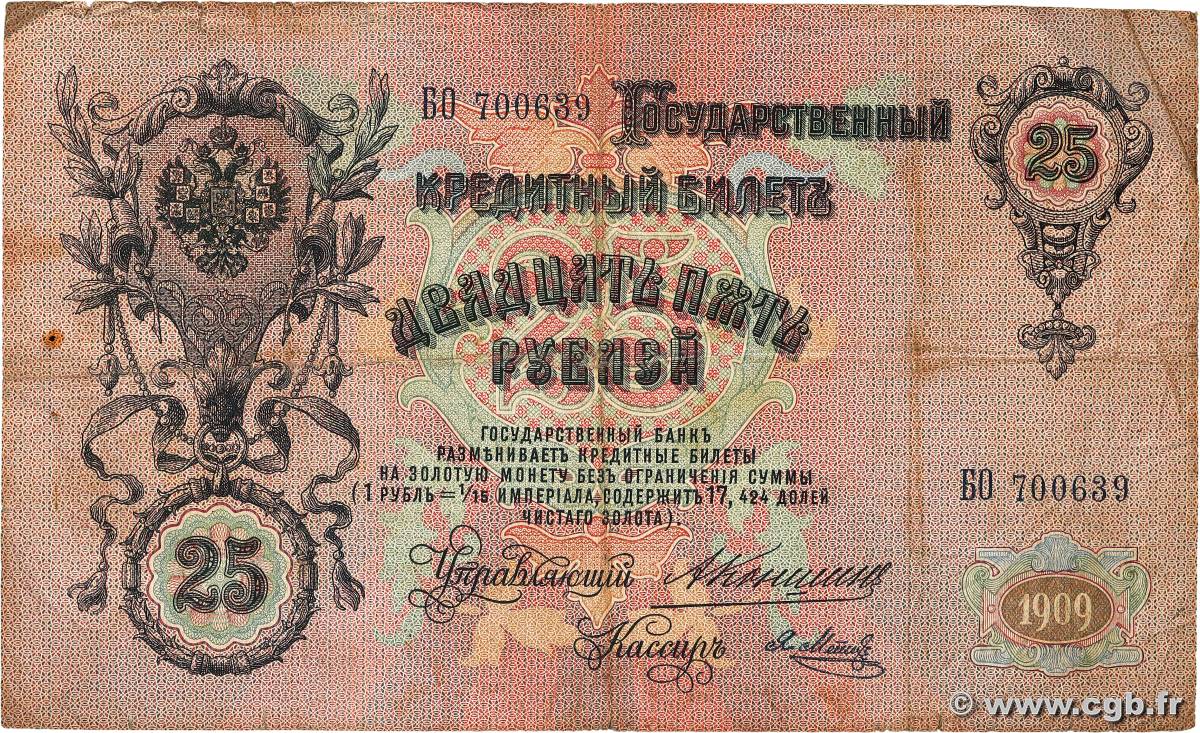 БО 700639 Государственный
25
Кредитный Билетъ
Двадцать Пять
Рублей
Государственный Банкъ
размѣниваетъ кредитные билеты
на золотую монету безъ ограниченія суммы
(1 рубль = 1/15 имперіала, содержитъ 17, 424 долей
чистаго золота).
БО 700639
Управляющій АКоншинъ
25
1909
Кассиръ
© www.cgb.fr